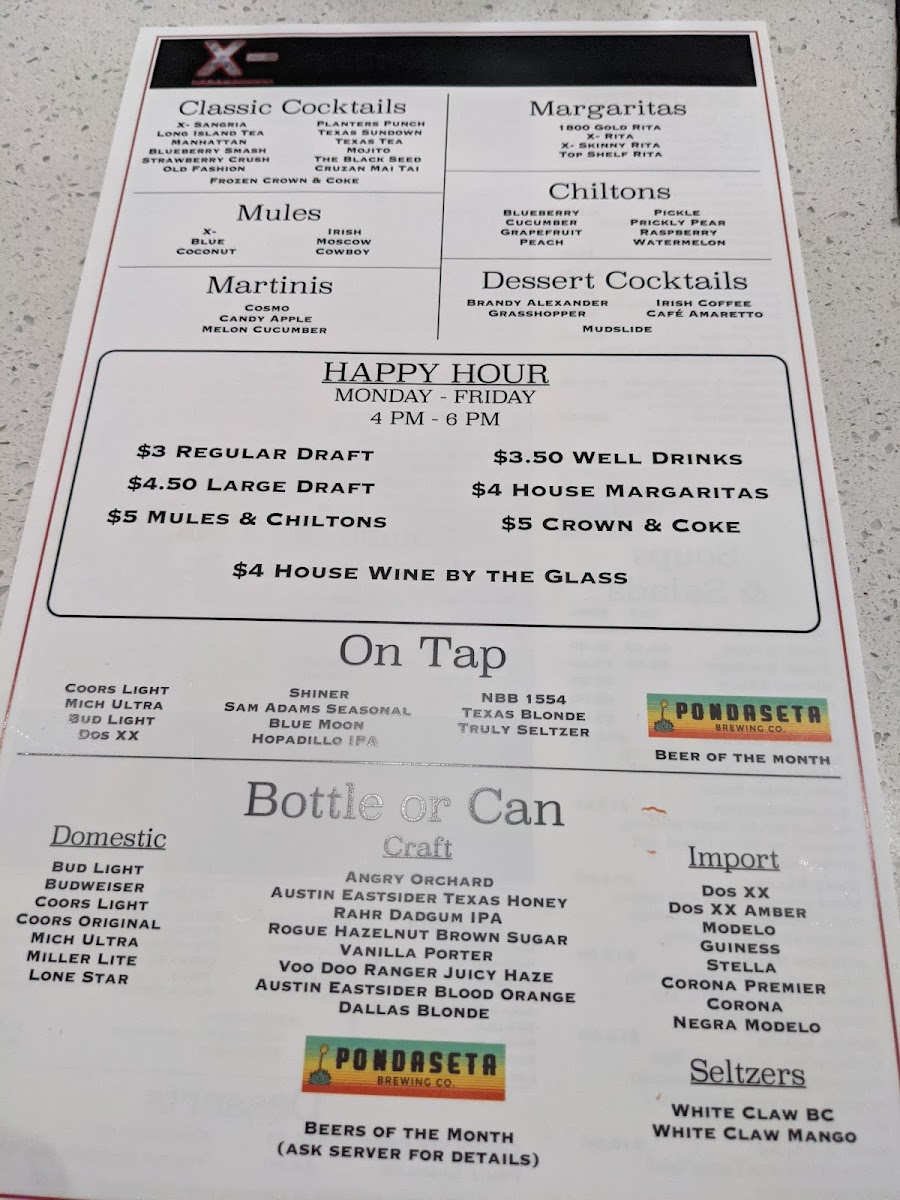 X-
Classic Cocktails
X- Sangria
Long Island Tea
Manhattan
Blueberry Smash
Strawberry Crush
Old Fashion
Planters Punch
Texas Sundown
Texas Tea
Mojito
The Black Seed
Cruzan Mai Tai
Frozen Crown & Coke
Mules
X-
Blue
Coconut
Irish
Moscow
Cowboy
Martinis
Cosmo
Candy Apple
Melon Cucumber
Margaritas
1800 Gold Rita
X- Rita
X- Skinny Rita
Top Shelf Rita
Chiltons
Blueberry
Cucumber
Grapefruit
Peach
Pickle
Prickly Pear
Raspberry
Watermelon
Dessert Cocktails
Brandy Alexander
Grasshopper
Irish Coffee
Café Amaretto
Mudslide
HAPPY HOUR
MONDAY - FRIDAY
4 PM - 6 PM
$3 Regular Draft
$4.50 Large Draft
$5 Mules & Chiltons
$3.50 Well Drinks
$4 House Margaritas
$5 Crown & Coke
$4 House Wine by the Glass
On Tap
Coors Light
Mich Ultra
Bud Light
Dos XX
Shiner
Sam Adams Seasonal
Blue Moon
Hopadillo IPA
NBB 1554
Texas Blonde
Truly Seltzer
PONDASETA
BREWING CO.
Beer of the month
Bottle or Can
Domestic
Bud Light
Budweiser
Coors Light
Coors Original
Mich Ultra
Miller Lite
Lone Star
Craft
Angry Orchard
Austin Eastsider Texas Honey
Rahr Dadgum IPA
Rogue Hazelnut Brown Sugar
Vanilla Porter
Voo Doo Ranger Juicy Haze
Austin Eastsider Blood Orange
Dallas Blonde
PONDASETA
BREWING CO.
Beers of the Month
(ask server for details)
Import
Dos XX
Dos XX Amber
Modelo
Guiness
Stella
Corona Premier
Corona
Negra Modelo
Seltzers
White Claw BC
White Claw Mango